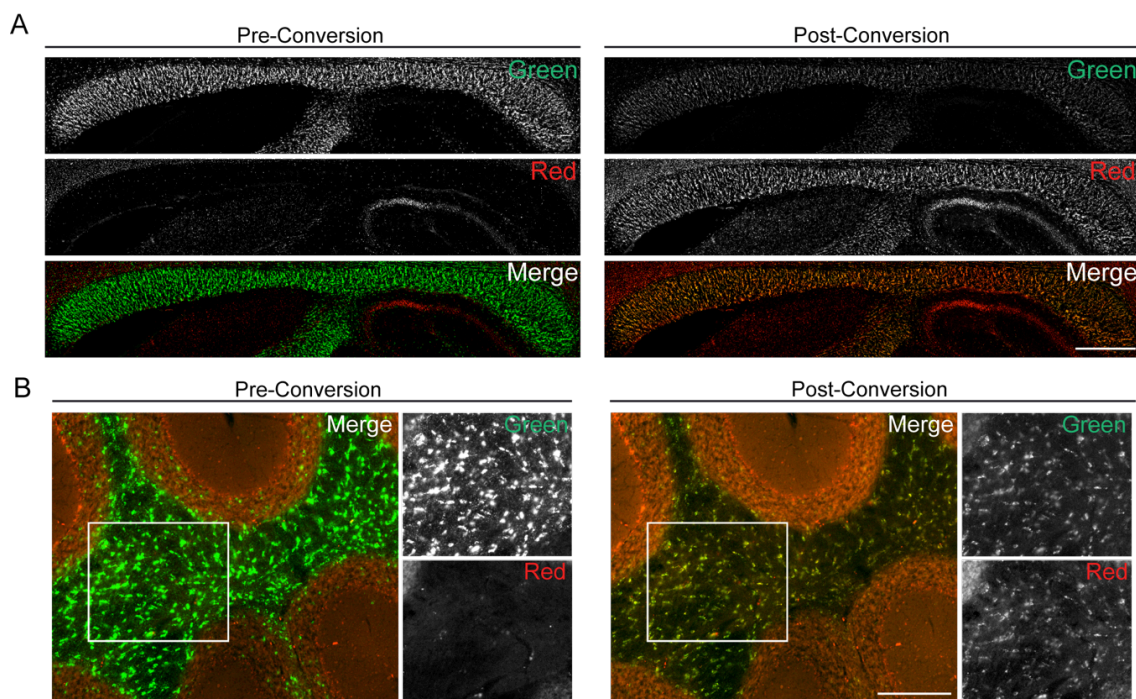 A
Pre-Conversion
Green
Red
Merge
Post-Conversion
Green
Red
Merge
B
Pre-Conversion
Merge
Green
Red
Post-Conversion
Merge
Green
Red